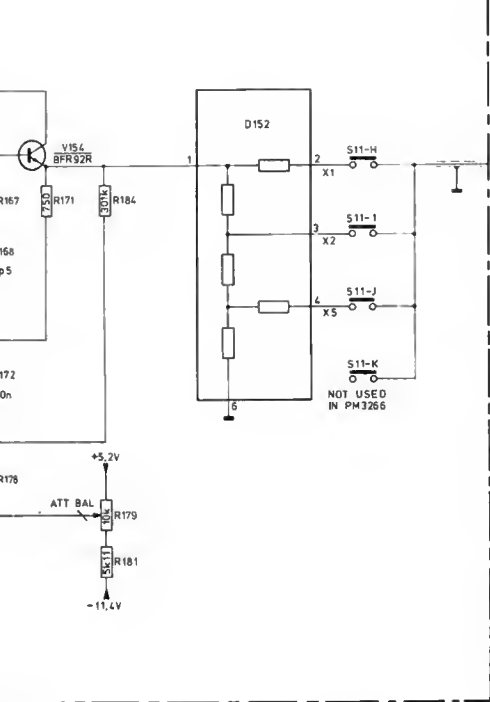 D152
V154
BFR92R
1
2
S11-H
X1
R167
750
R171
301k
R184
3
S11-1
X2
168
p5
4
S11-J
X5
S11-K
172
0n
NOT USED
IN PM3266
6
+5,2V
R178
ATT BAL
10k
R179
5k11
R181
-11,4V